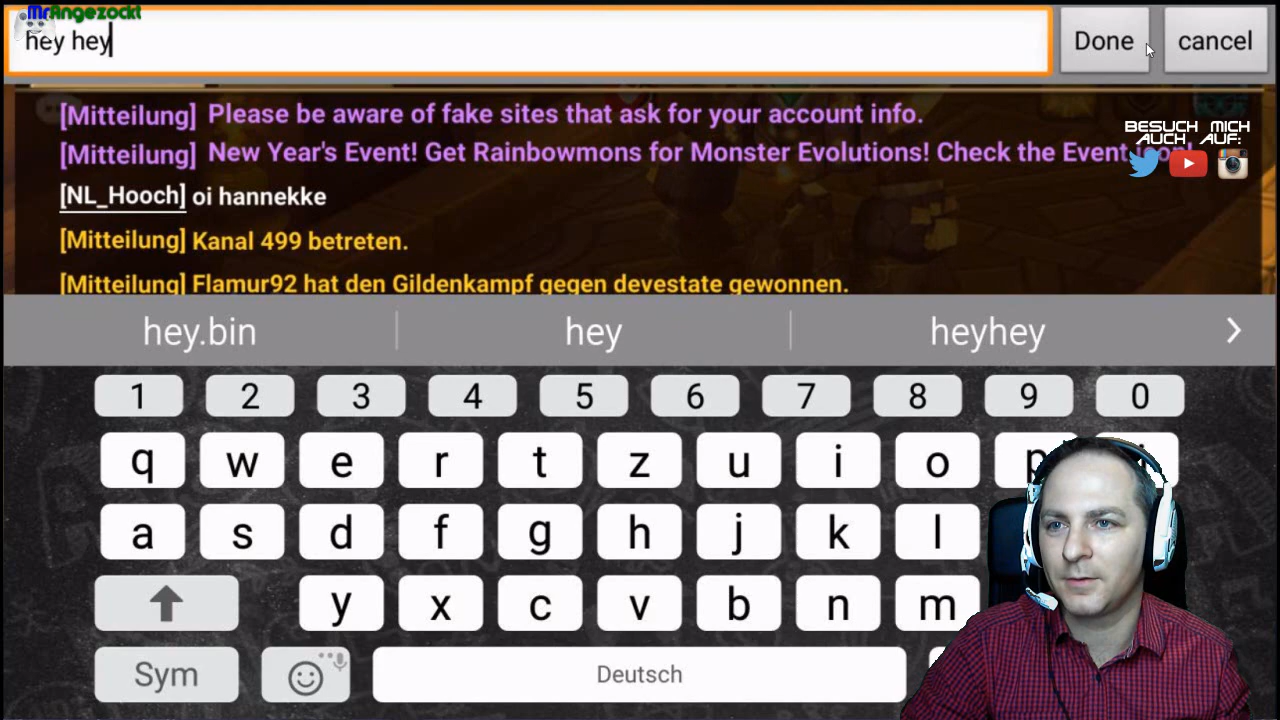 MrAngezockt
hey hey
Done
cancel
[Mitteilung] Please be aware of fake sites that ask for your account info.
BESUCH MICH
AUCH AUF:
[Mitteilung] New Year's Event! Get Rainbowmons for Monster Evolutions! Check the Event
[NL_Hooch] oi hannekke
[Mitteilung] Kanal 499 betreten.
[Mitteilung] Flamur92 hat den Gildenkampf gegen devestate gewonnen.
hey.bin hey heyhey
1 2 3 4 5 6 7 8 9 0
q w e r t z u i o p
a s d f g h j k l
y x c v b n m
Sym
Deutsch